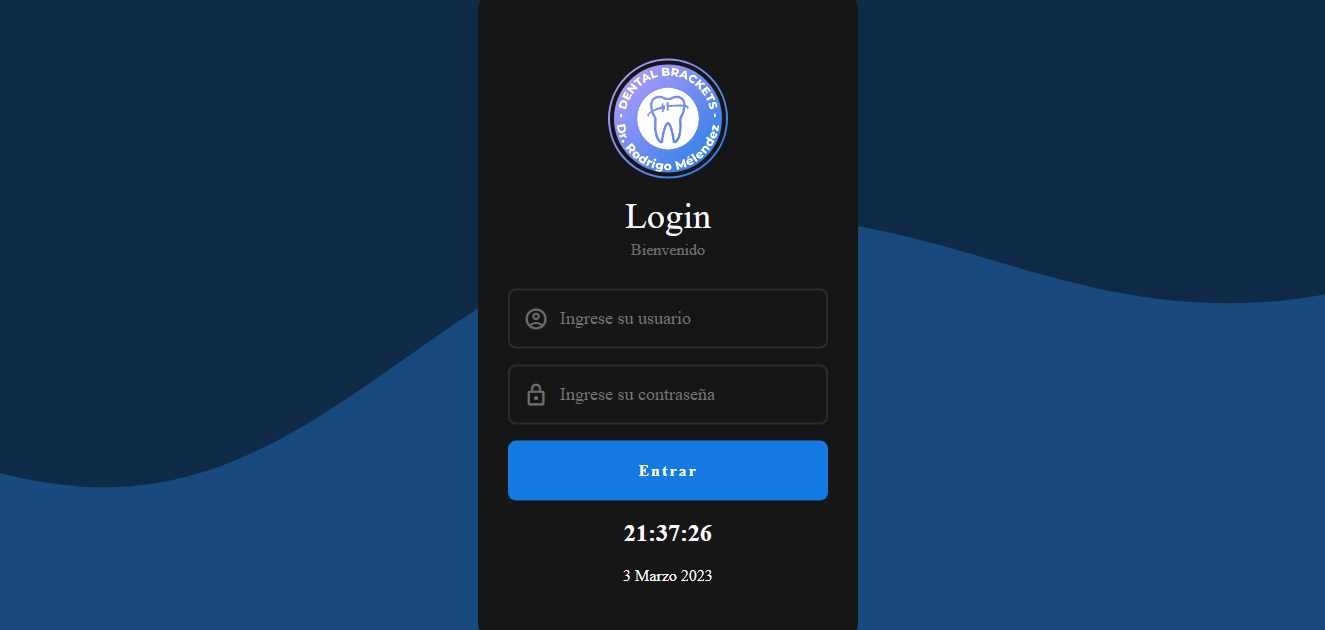 - DENTAL BRACKETS -
Dr. Rodrigo Mélendez
Login
Bienvenido
Ingrese su usuario
Ingrese su contraseña
Entrar
21:37:26
3 Marzo 2023